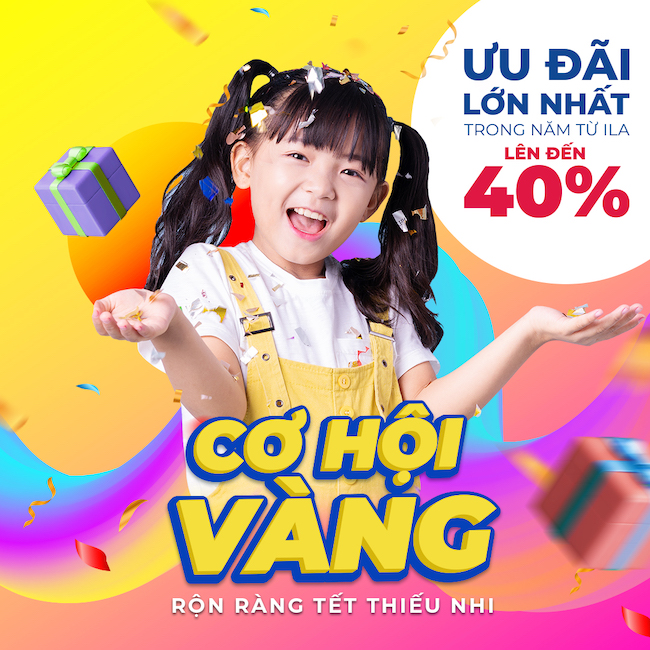 ƯU ĐÃI
LỚN NHẤT
TRONG NĂM TỪ ILA
LÊN ĐẾN
40%
CƠ HỘI
VÀNG
RỘN RÀNG TẾT THIẾU NHI